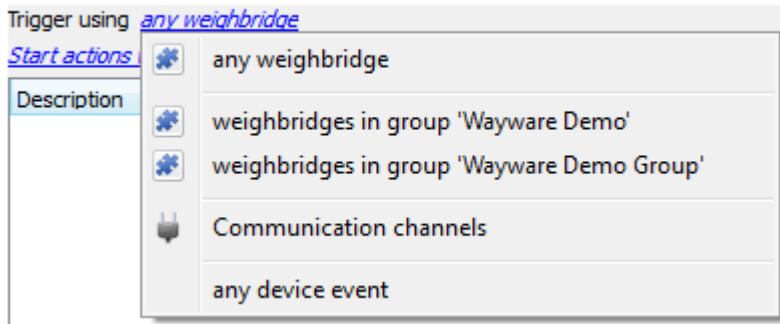 Trigger using any weighbridge
Start actions
any weighbridge
Description
weighbridges in group 'Wayware Demo'
weighbridges in group 'Wayware Demo Group'
Communication channels
any device event